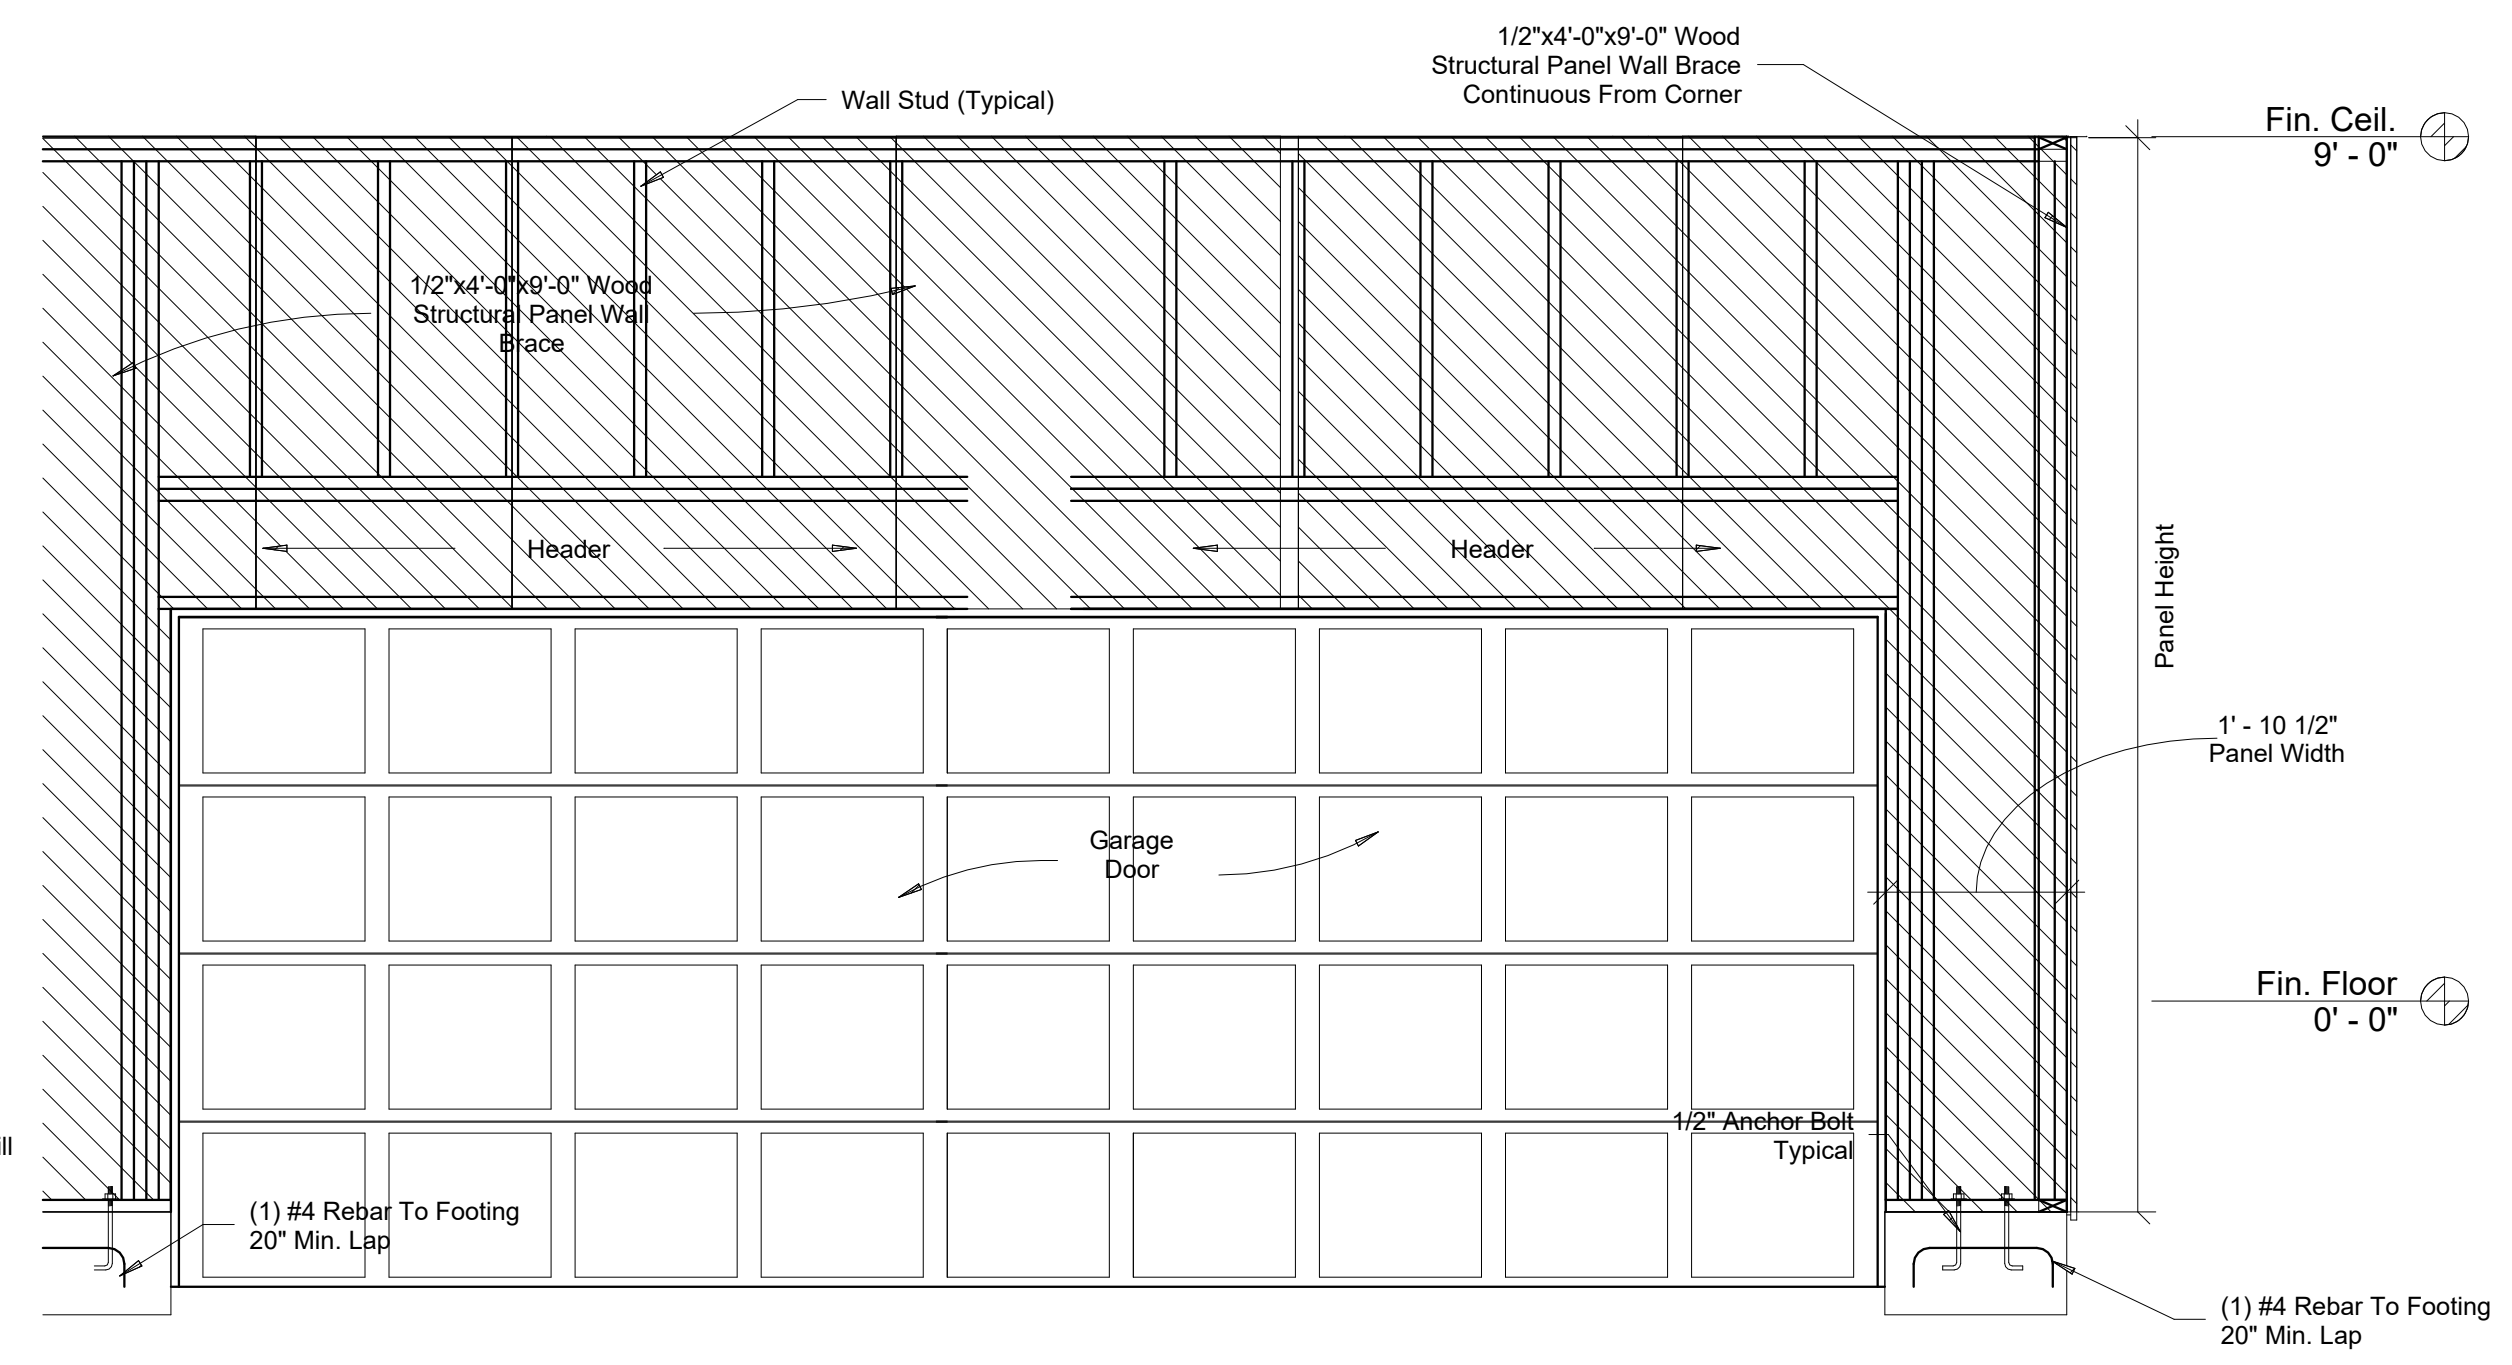 1/2"x4'-0"x9'-0" Wood
Structural Panel Wall Brace
Continuous From Corner
Wall Stud (Typical)
Fin. Ceil.
9' - 0"
1/2"x4'-0"x9'-0" Wood
Structural Panel Wall
Brace
Header
Header
Panel Height
1' - 10 1/2"
Panel Width
Garage
Door
Fin. Floor
0' - 0"
1/2" Anchor Bolt
Typical
(1) #4 Rebar To Footing
20" Min. Lap
(1) #4 Rebar To Footing
20" Min. Lap